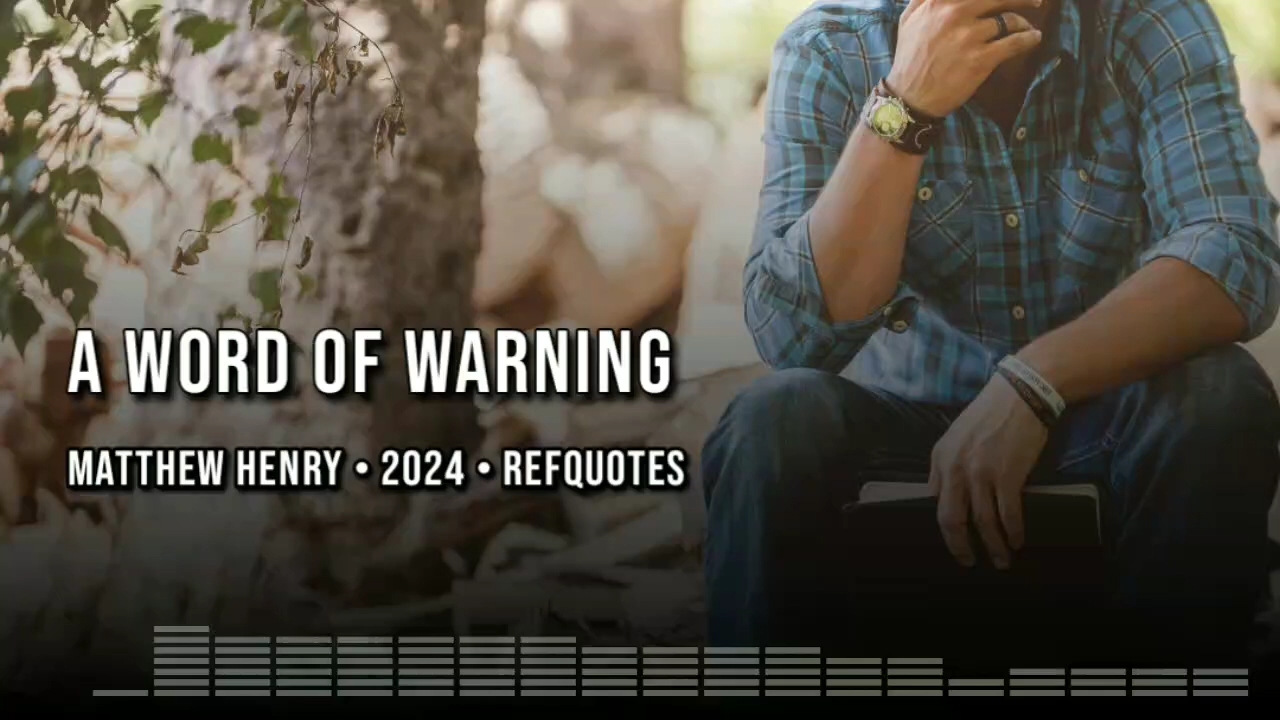 A WORD OF WARNING
MATTHEW HENRY • 2024 • REFQUOTES